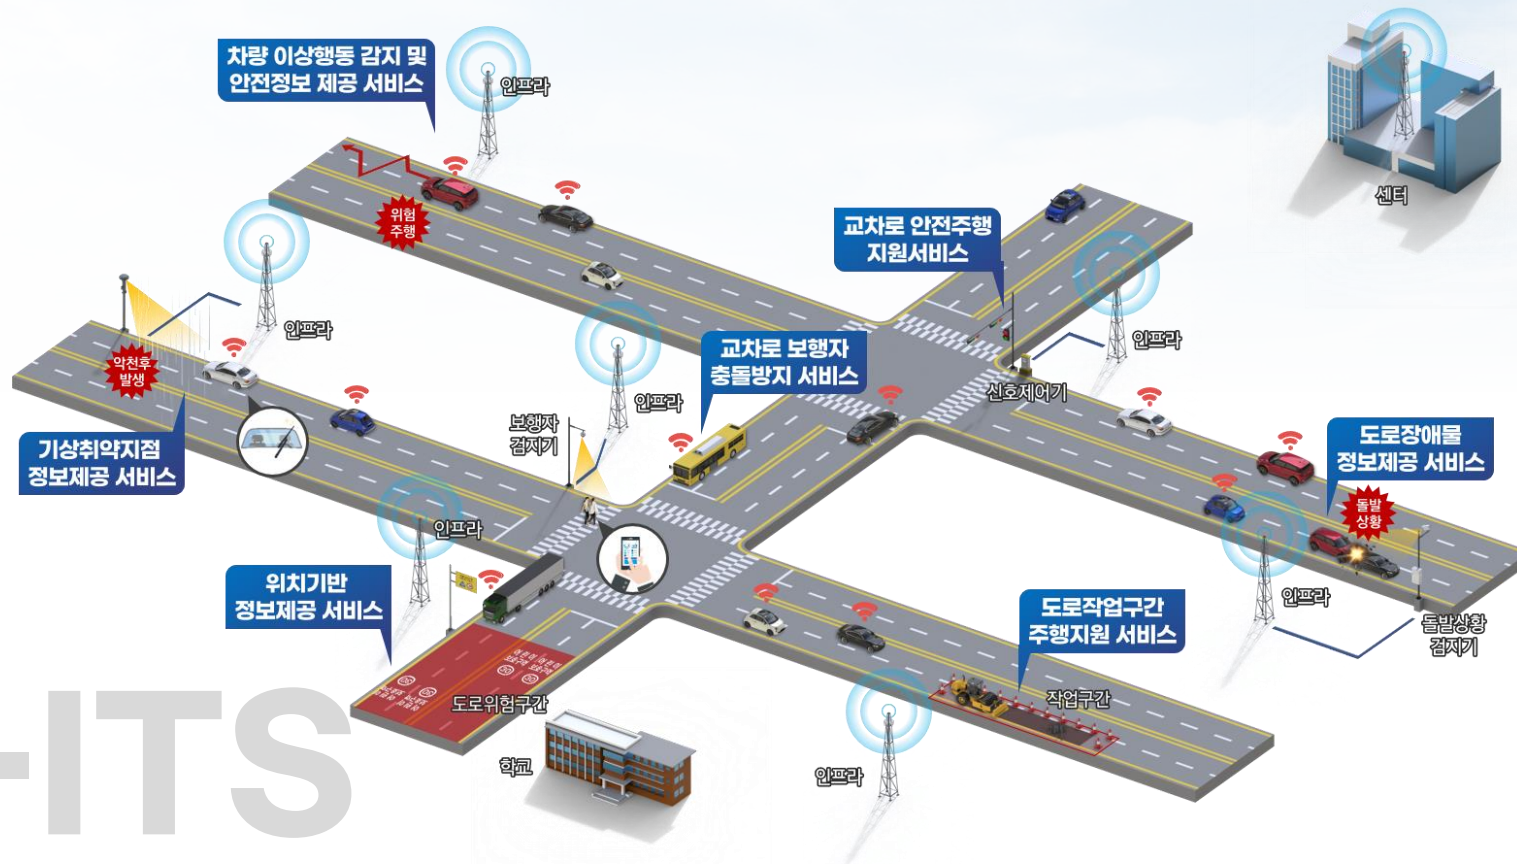 차량 이상행동 감지 및
안전정보 제공 서비스
인프라
센터
위험
주행
교차로 안전주행
지원서비스
인프라
인프라
악천후
발생
교차로 보행자
충돌방지 서비스
신호제어기
보행자
검지기
인프라
기상취약지점
정보제공 서비스
도로장애물
정보제공 서비스
돌발
상황
인프라
위치기반
정보제공 서비스
도로작업구간
주행지원 서비스
인프라
돌발상황
검지기
도로위험구간
작업구간
학교
인프라
-ITS